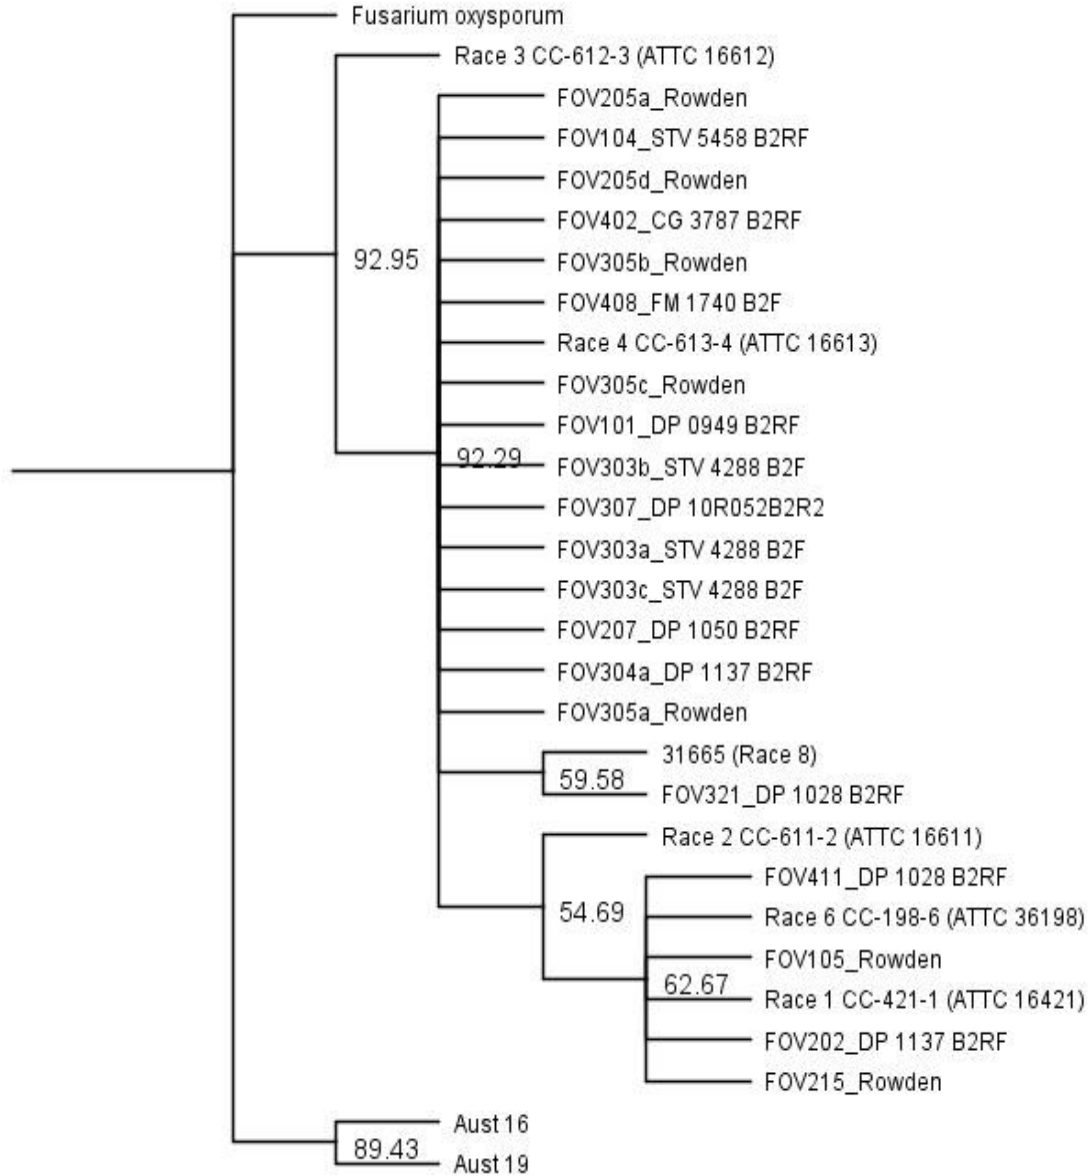 Fusarium oxysporum
Race 3 CC-612-3 (ATTC 16612)
FOV205a_Rowden
FOV104_STV 5458 B2RF
FOV205d_Rowden
FOV402_CG 3787 B2RF
92.95
FOV305b_Rowden
FOV408_FM 1740 B2F
Race 4 CC-613-4 (ATTC 16613)
FOV305c_Rowden
FOV101_DP 0949 B2RF
92.29
FOV303b_STV 4288 B2F
FOV307_DP 10R052B2R2
FOV303a_STV 4288 B2F
FOV303c_STV 4288 B2F
FOV207_DP 1050 B2RF
FOV304a_DP 1137 B2RF
FOV305a_Rowden
31665 (Race 8)
59.58
FOV321_DP 1028 B2RF
Race 2 CC-611-2 (ATTC 16611)
FOV411_DP 1028 B2RF
54.69
Race 6 CC-198-6 (ATTC 36198)
FOV105_Rowden
62.67
Race 1 CC-421-1 (ATTC 16421)
FOV202_DP 1137 B2RF
FOV215_Rowden
Aust 16
89.43
Aust 19